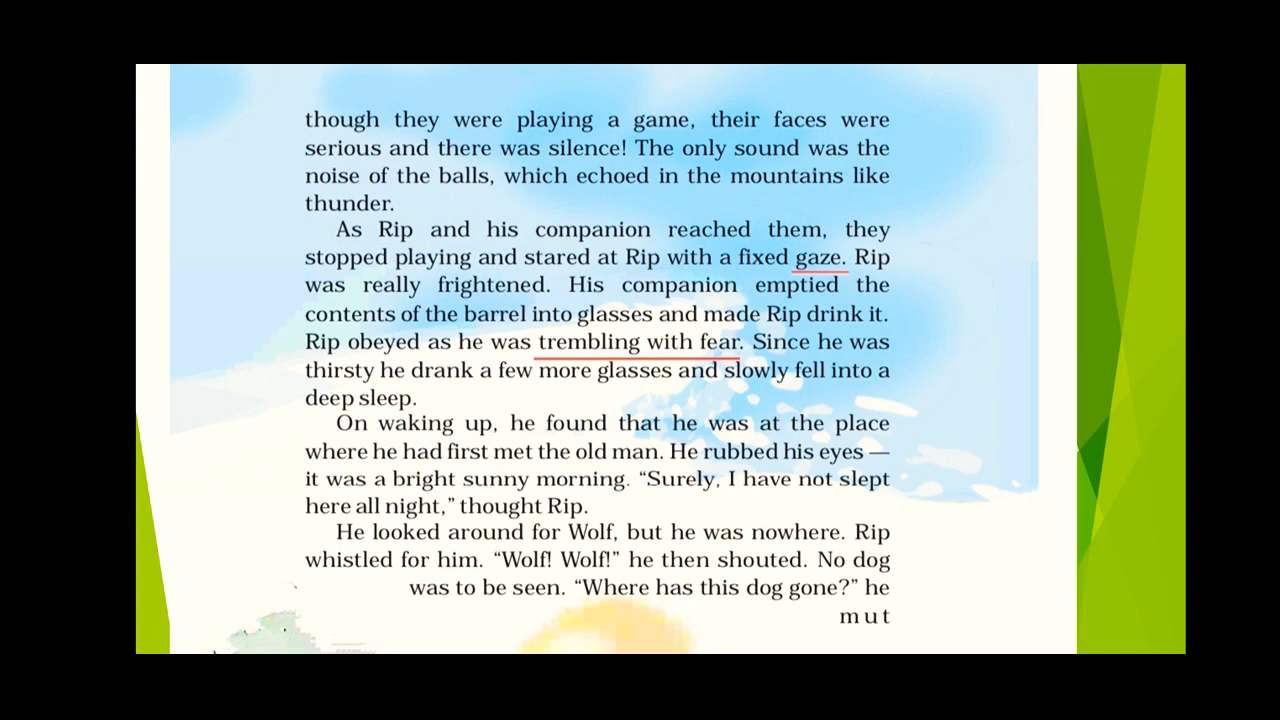 though they were playing a game, their faces were
serious and there was silence! The only sound was the
noise of the balls, which echoed in the mountains like
thunder.
As Rip and his companion reached them, they
stopped playing and stared at Rip with a fixed gaze. Rip
was really frightened. His companion emptied the
contents of the barrel into glasses and made Rip drink it.
Rip obeyed as he was trembling with fear. Since he was
thirsty he drank a few more glasses and slowly fell into a
deep sleep.
On waking up, he found that he was at the place
where he had first met the old man. He rubbed his eyes —
it was a bright sunny morning. “Surely, I have not slept
here all night,” thought Rip.
He looked around for Wolf, but he was nowhere. Rip
whistled for him. “Wolf! Wolf!” he then shouted. No dog
was to be seen. “Where has this dog gone?” he
mut